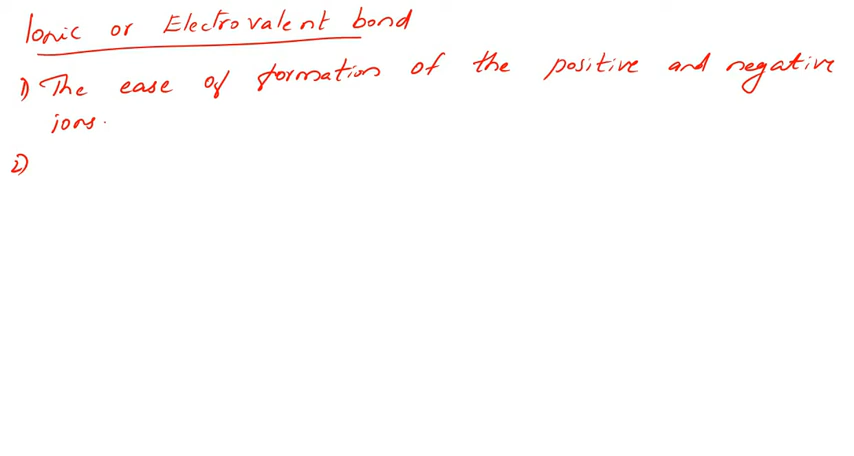 Ionic or Electrovalent bond
1) The ease of formation of the positive and negative
ions.
2)